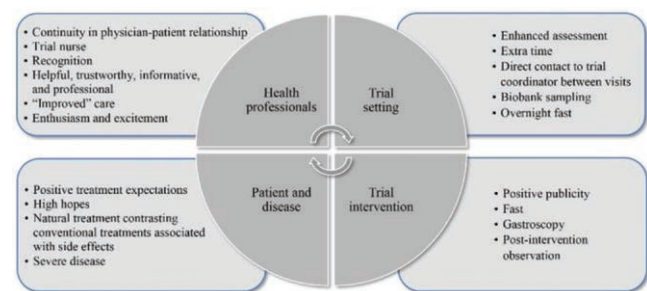 • Continuity in physician-patient relationship
• Trial nurse
• Recognition
• Helpful, trustworthy, informative,
and professional
• “Improved” care
• Enthusiasm and excitement
Health
professionals
Trial
setting
• Enhanced assessment
• Extra time
• Direct contact to trial
coordinator between visits
• Biobank sampling
• Overnight fast
• Positive treatment expectations
• High hopes
• Natural treatment contrasting
conventional treatments associated
with side effects
• Severe disease
Patient and
disease
Trial
intervention
• Positive publicity
• Fast
• Gastroscopy
• Post-intervention
observation